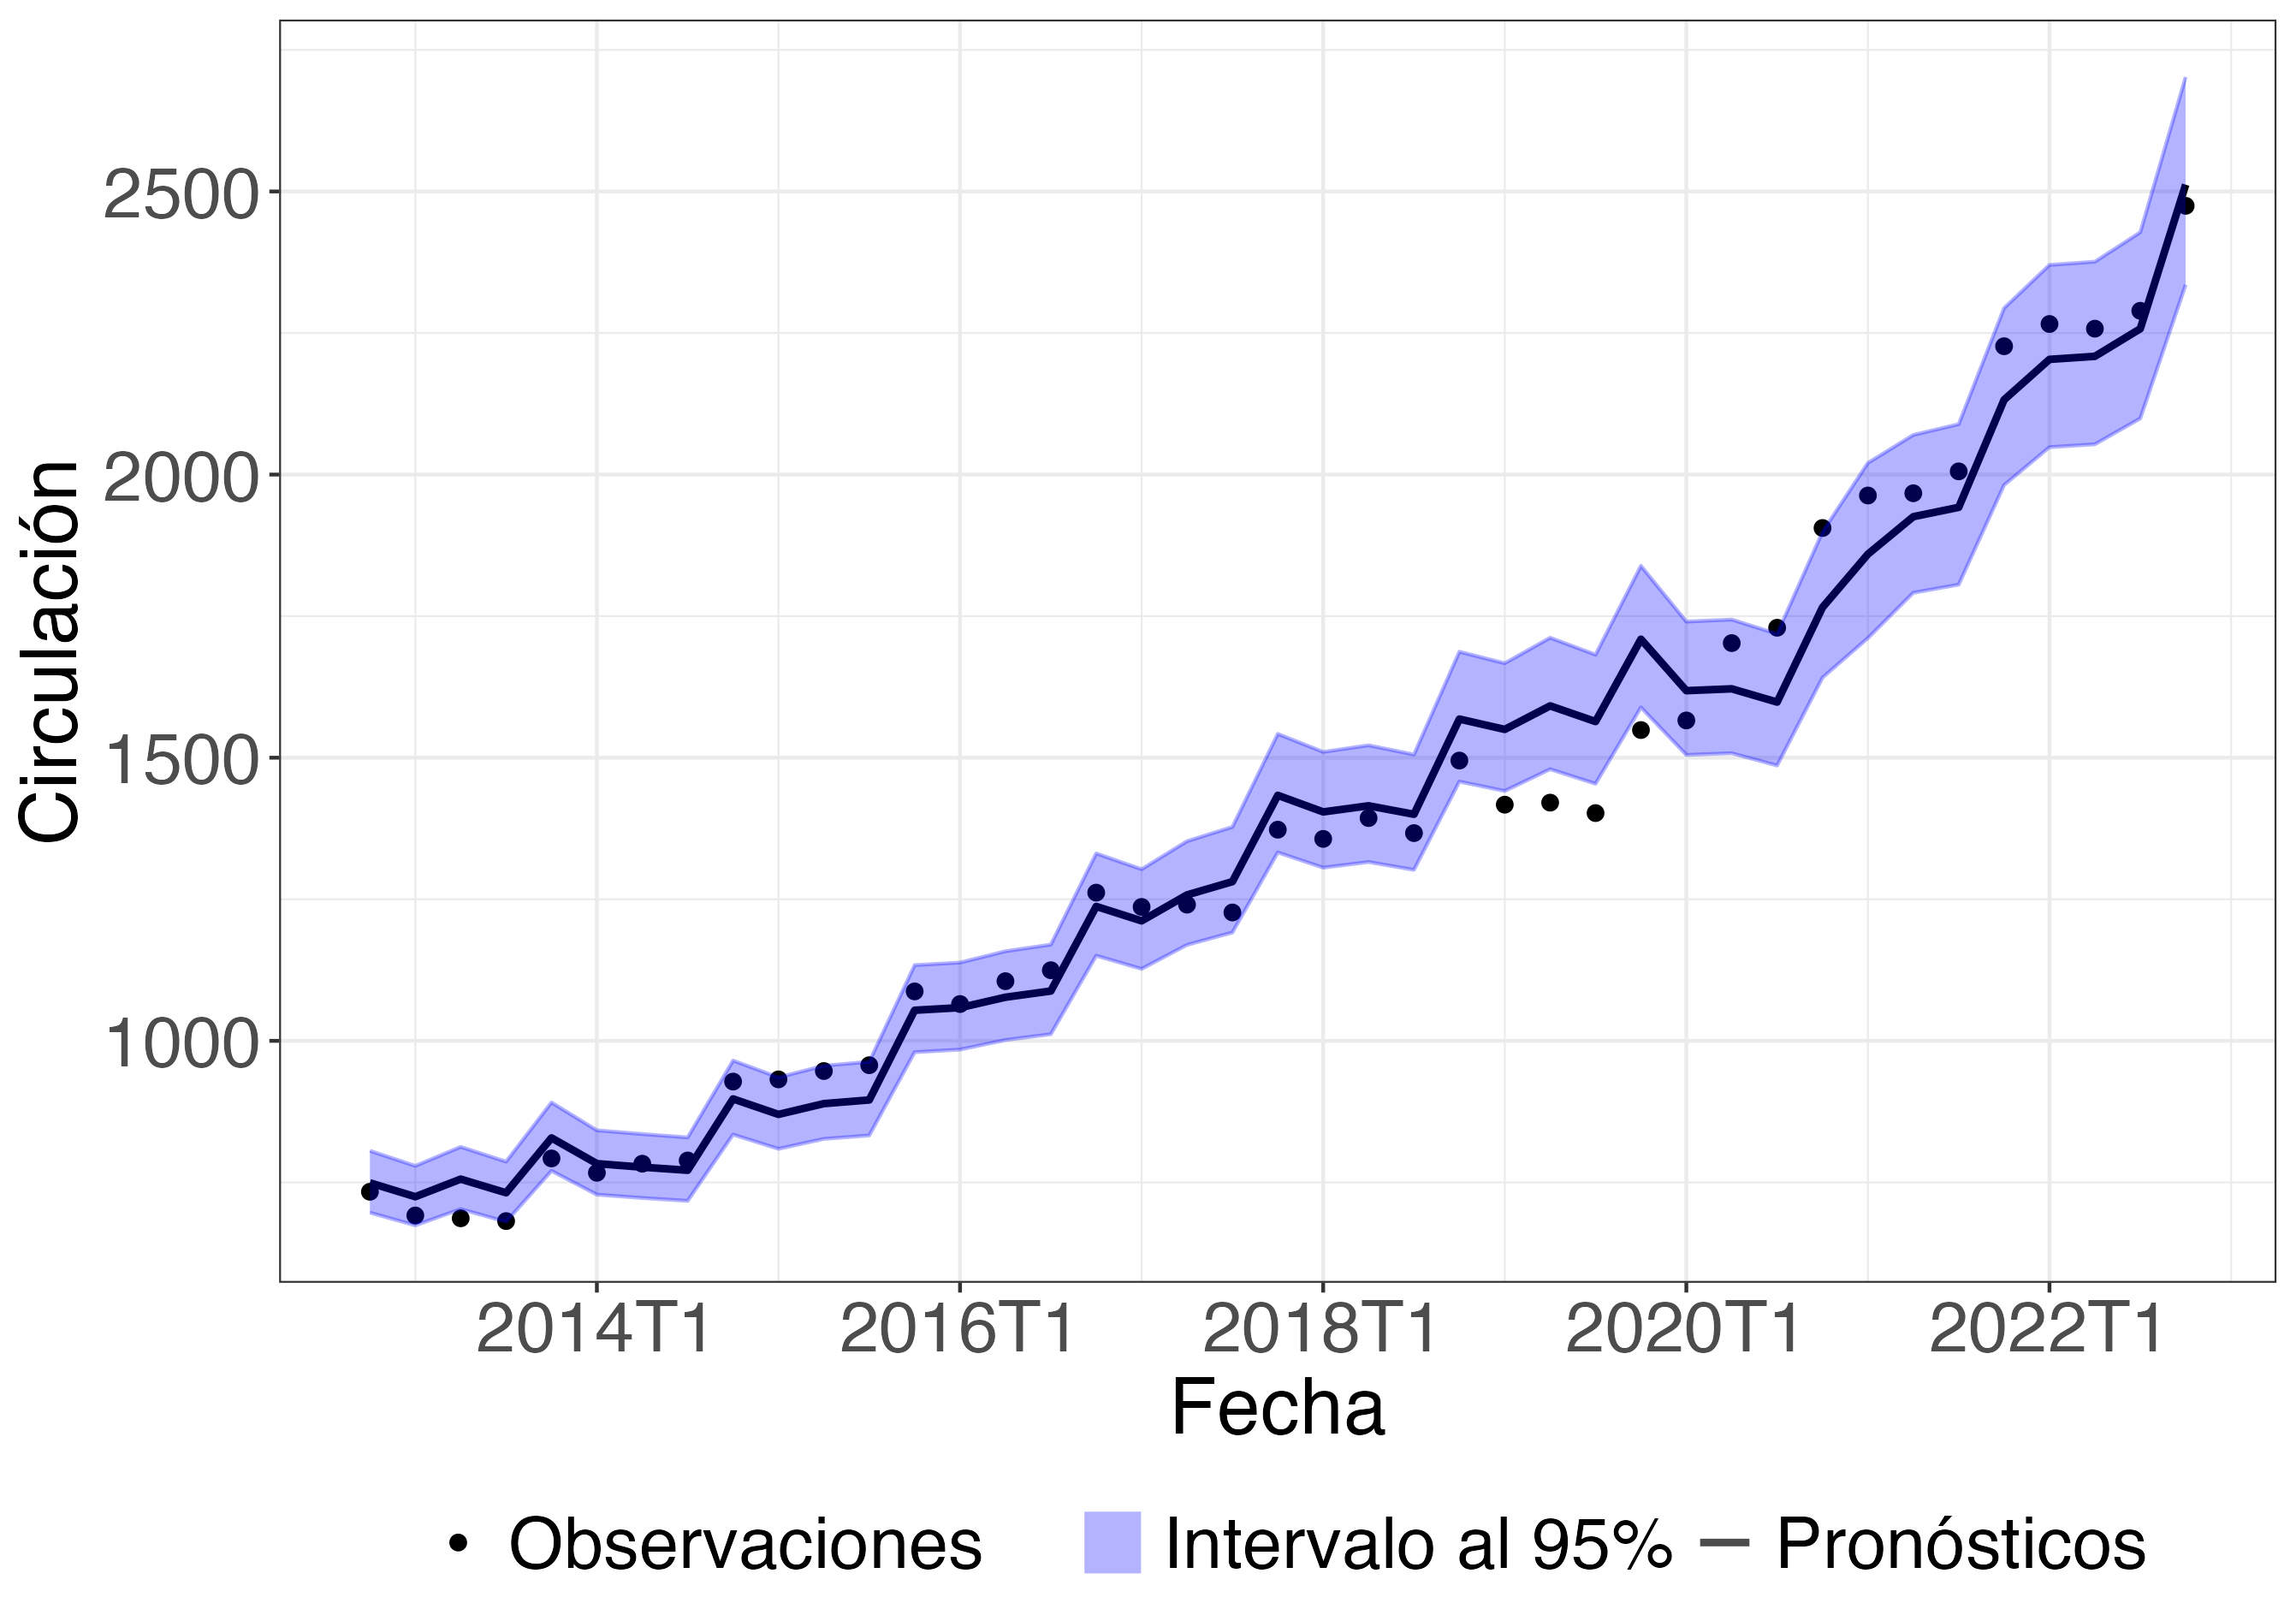 Circulación
2500
2000
1500
1000
2014T1 2016T1 2018T1 2020T1 2022T1
Fecha
Observaciones Intervalo al 95% Pronósticos